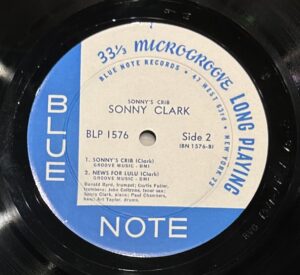 33⅓ MICROGROOVE LONG PLAYING
BLUE NOTE RECORDS • 47 WEST 63rd • NEW YORK 23
SONNY'S CRIB
SONNY CLARK
BLP 1576
Side 2
(BN 1576-B)
1. SONNY'S CRIB (Clark)
GROOVE MUSIC - BMI
2. NEWS FOR LULU (Clark)
GROOVE MUSIC - BMI
Donald Byrd, trumpet; Curtis Fuller,
trombone; John Coltrane, tenor sax;
Sonny Clark, piano; Paul Chambers,
bass; Art Taylor, drums.
BLUE
NOTE